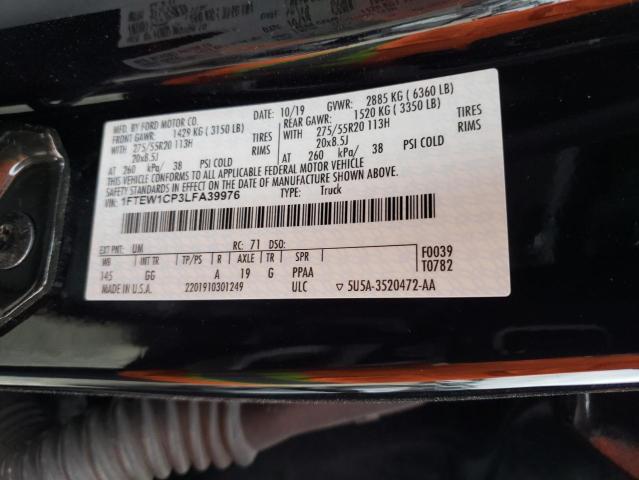 MFD. BY FORD MOTOR CO.
DATE: 10/19 GVWR: 2885 KG ( 6360 LB)
FRONT GAWR: 1429 KG ( 3150 LB) REAR GAWR: 1520 KG ( 3350 LB)
WITH 275/55R20 113H TIRES WITH 275/55R20 113H TIRES
20x8.5J 20x8.5J
AT 260 kPa/ 38 PSI COLD AT 260 kPa/ 38 PSI COLD
THIS VEHICLE CONFORMS TO ALL APPLICABLE FEDERAL MOTOR VEHICLE
SAFETY STANDARDS IN EFFECT ON THE DATE OF MANUFACTURE SHOWN ABOVE.
VIN: 1FTEW1CP3LFA39976 TYPE: Truck
EXT PNT: UM RC: 71 DSO: F0039
WB INT TR TP/PS R AXLE TR SPR T0782
145 GG A 19 G PPAA
MADE IN U.S.A. 2201910301249 ULC ▽ 5U5A-3520472-AA